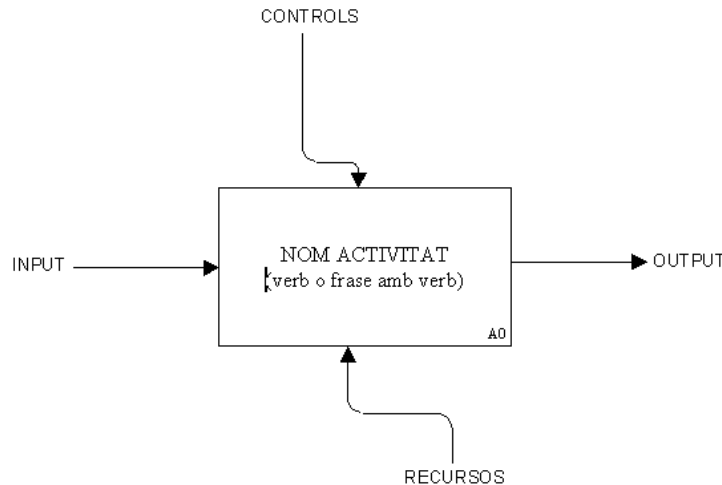 CONTROLS
NOM ACTIVITAT
INPUT
(verb o frase amb verb)
OUTPUT
A0
RECURSOS